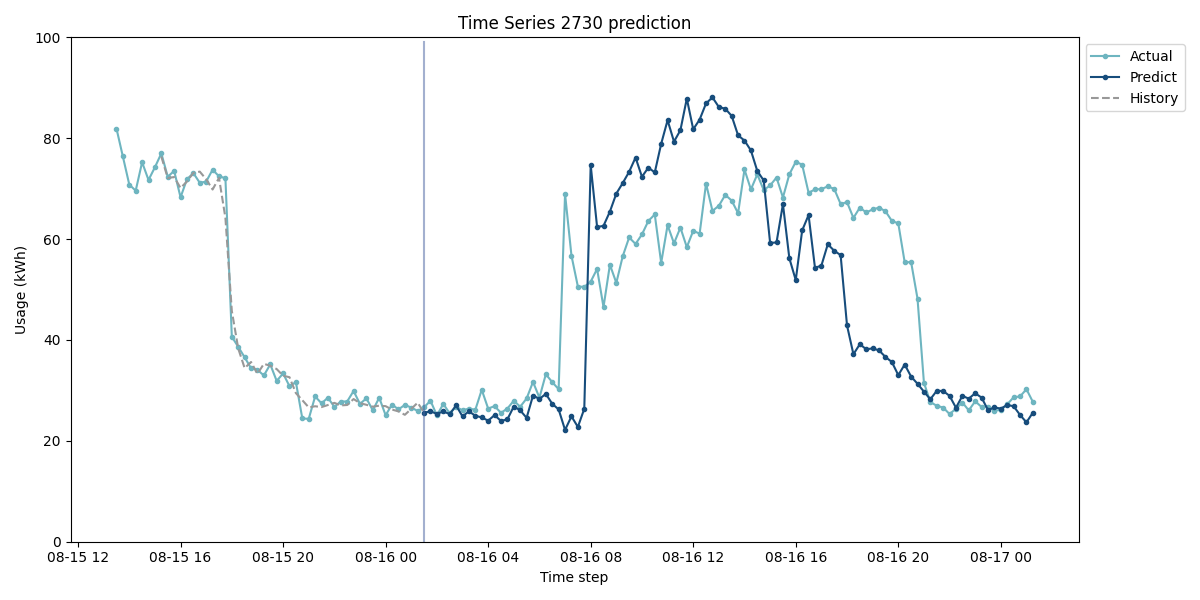 Time Series 2730 prediction
Usage (kWh)
100
80
60
40
20
0
08-15 12
08-15 16
08-15 20
08-16 00
08-16 04
08-16 08
08-16 12
08-16 16
08-16 20
08-17 00
Time step
Actual
Predict
History